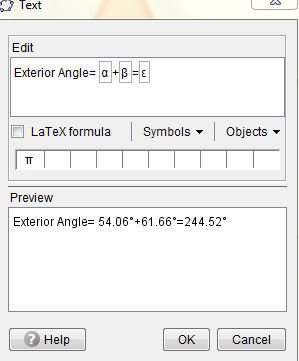 Text
Edit
Exterior Angle= α+β=ε
LaTeX formula Symbols Objects
π
Preview
Exterior Angle= 54.06°+61.66°=244.52°
? Help OK Cancel